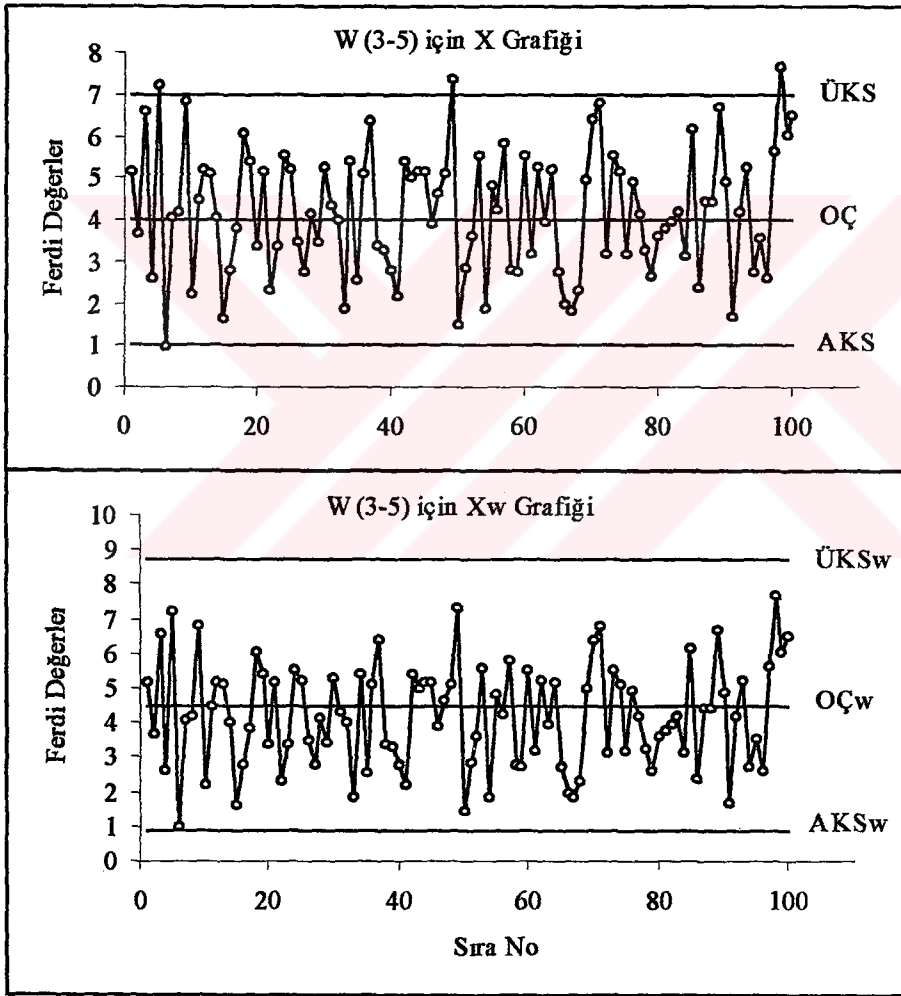 W (3-5) için X Grafiği
8
7
6
5
4
3
2
1
0
Ferdi Değerler
ÜKS
OÇ
AKS
0 20 40 60 80 100
W (3-5) için Xw Grafiği
10
9
8
7
6
5
4
3
2
1
0
Ferdi Değerler
ÜKSw
OÇw
AKSw
0 20 40 60 80 100
Sıra No